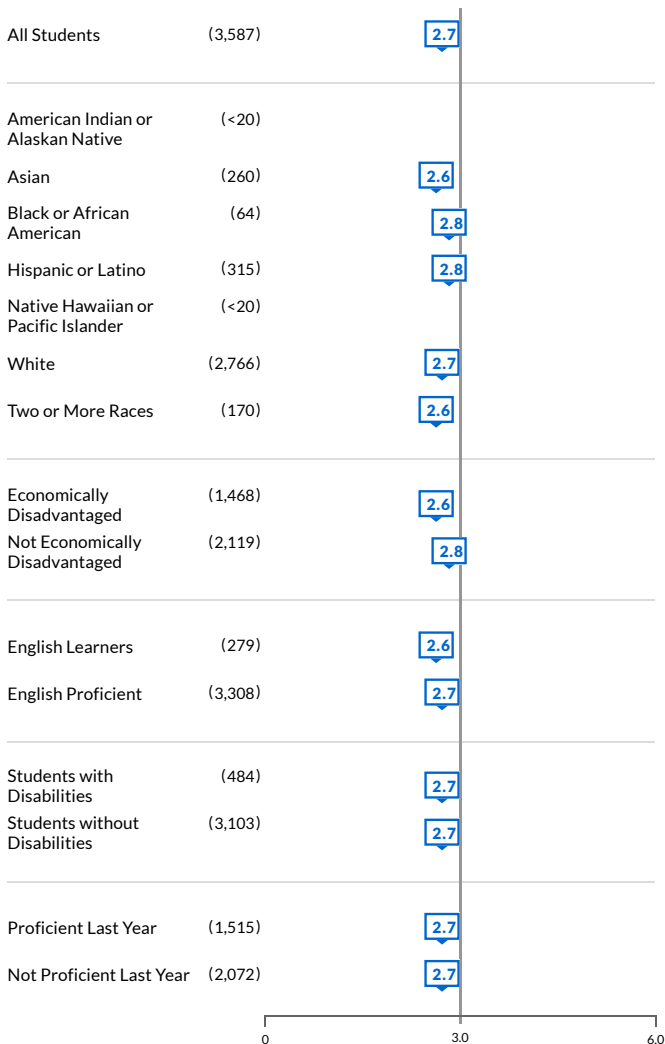 All Students (3,587) 2.7
American Indian or (<20)
Alaskan Native
Asian (260) 2.6
Black or African (64) 2.8
American
Hispanic or Latino (315) 2.8
Native Hawaiian or (<20)
Pacific Islander
White (2,766) 2.7
Two or More Races (170) 2.6
Economically (1,468) 2.6
Disadvantaged
Not Economically (2,119) 2.8
Disadvantaged
English Learners (279) 2.6
English Proficient (3,308) 2.7
Students with (484) 2.7
Disabilities
Students without (3,103) 2.7
Disabilities
Proficient Last Year (1,515) 2.7
Not Proficient Last Year (2,072) 2.7
0 3.0 6.0